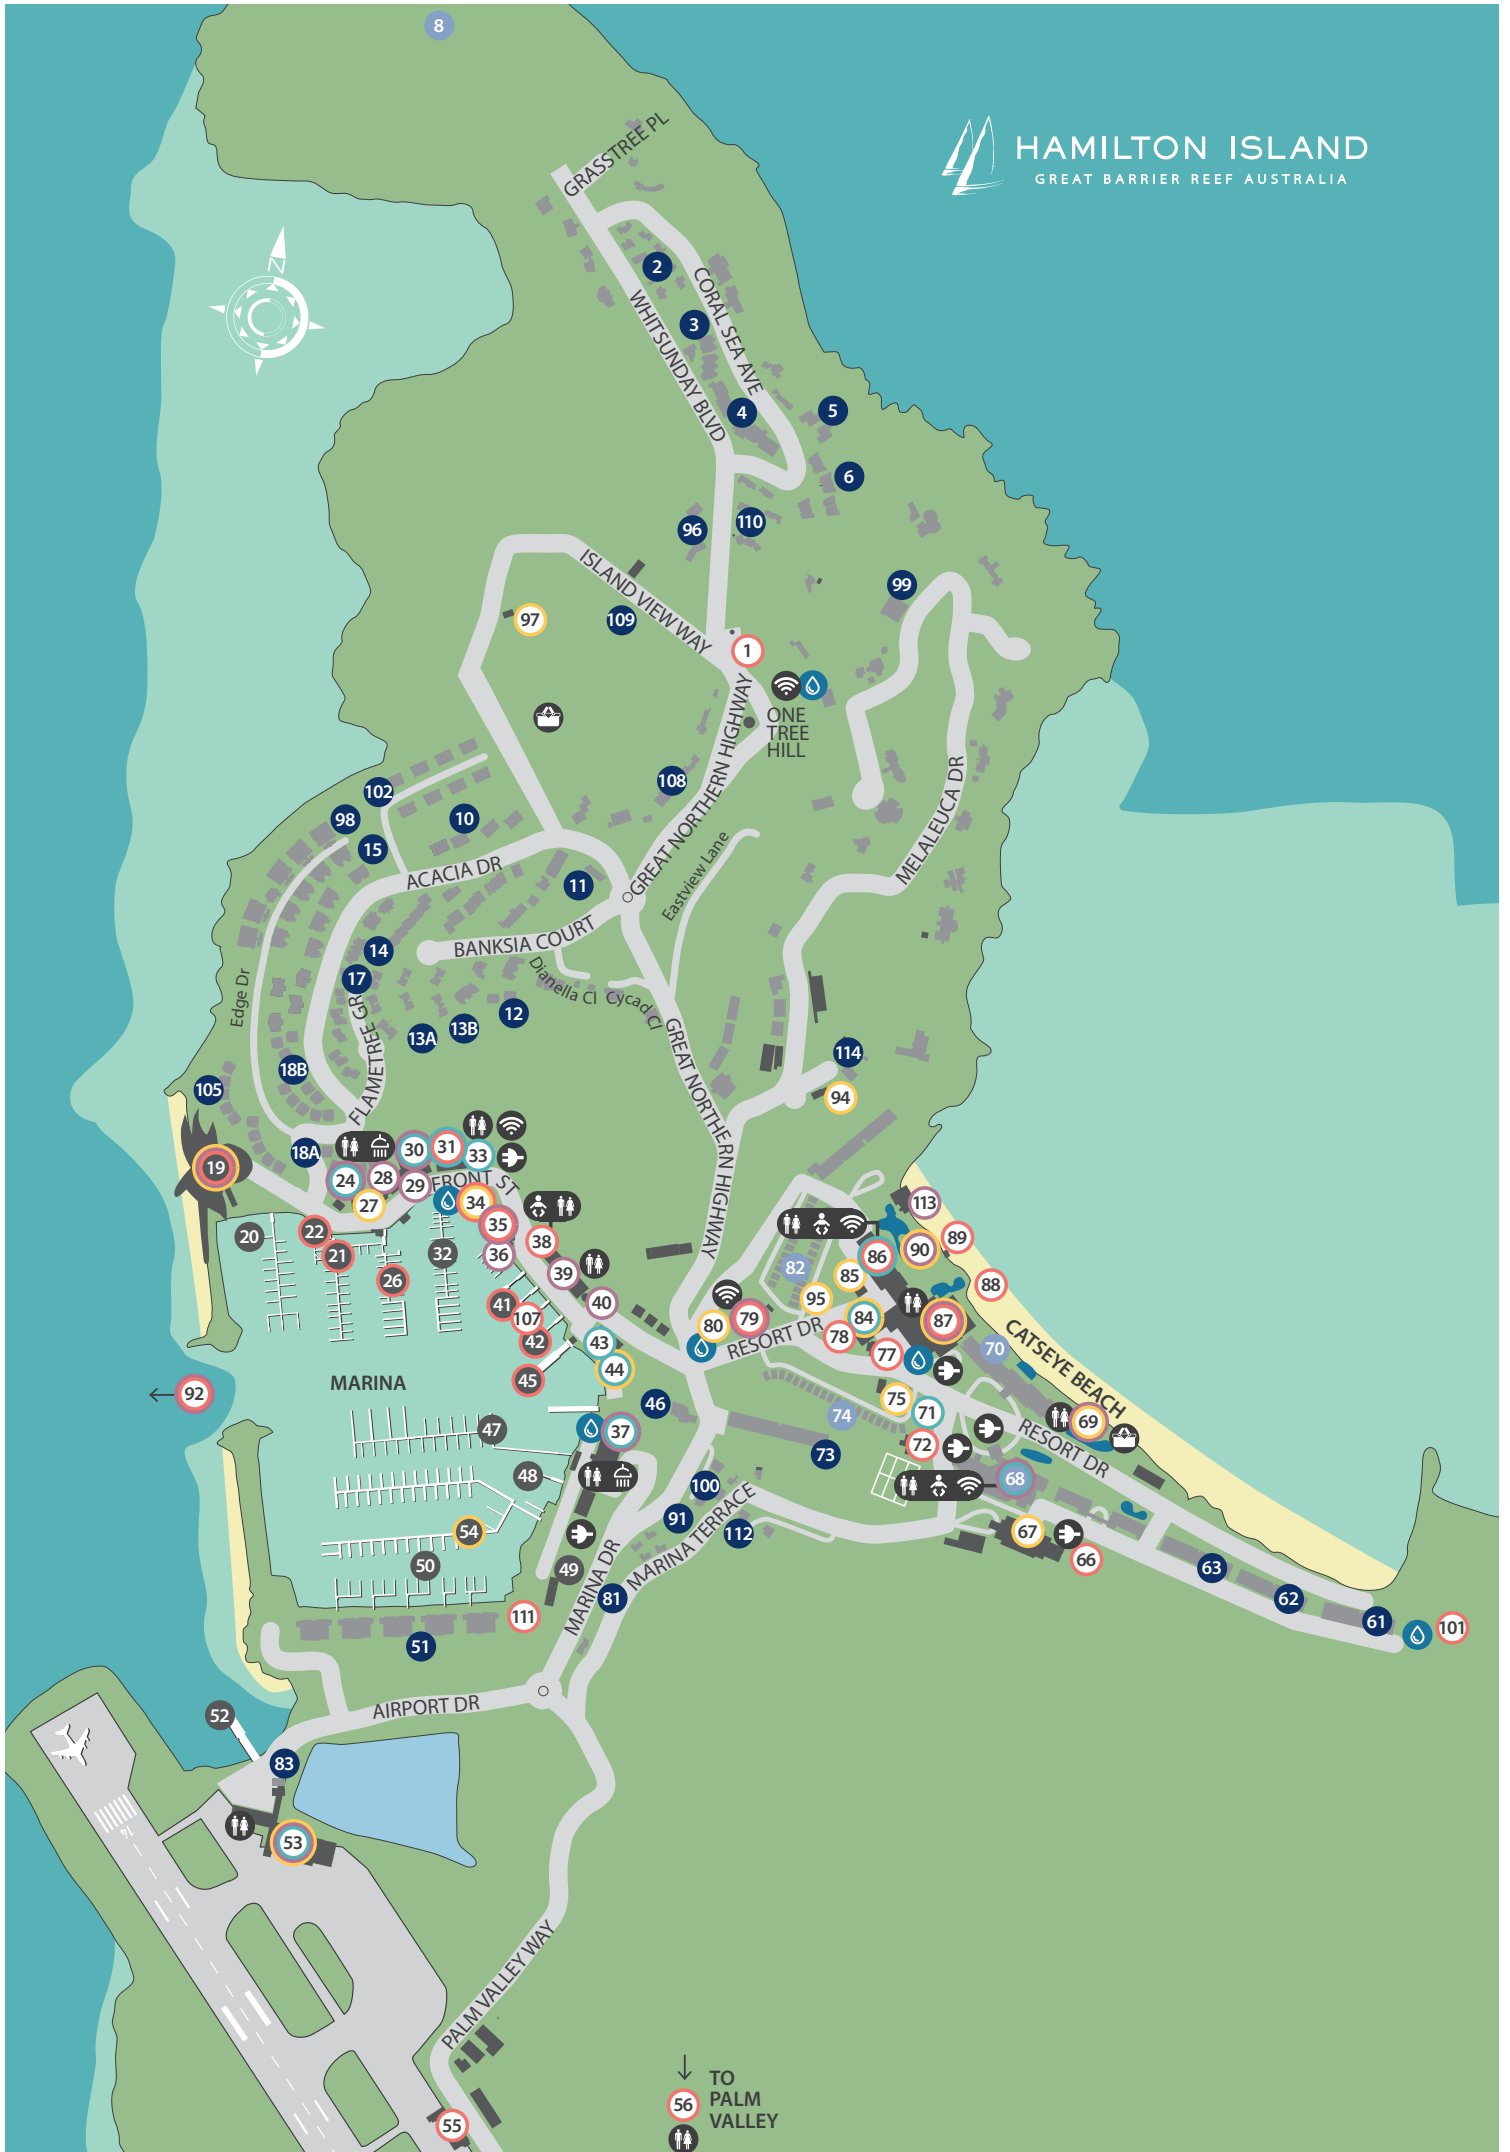 8
HAMILTON ISLAND
GREAT BARRIER REEF AUSTRALIA
GRASSTREE PL
N
2
CORAL SEA AVE
WHITSUNDAY BLVD
3
4
5
6
96
110
99
ISLAND VIEW WAY
97
109
1
ONE
TREE
HILL
GREAT NORTHERN HIGHWAY
108
MELALEUCA DR
102
98
10
15
ACACIA DR
11
Eastview Lane
BANKSIA COURT
14
17
Edge Dr
Dianella Cl
Cycad Cl
12
13B
13A
GREAT NORTHERN HIGHWAY
FLAMETREE GR
18B
105
114
94
18A
19
24
28
30
31
33
29
27
FRONT ST
34
35
113
20
22
21
32
36
38
26
39
40
82
85
86
90
89
88
41
107
42
43
44
45
95
80
79
84
87
78
77
RESORT DR
CATSEYE BEACH
70
MARINA
92
46
75
71
74
69
47
37
72
73
RESORT DR
48
100
68
91
MARINA TERRACE
112
54
67
50
49
66
MARINA DR
81
63
62
61
101
111
51
AIRPORT DR
52
83
53
PALM VALLEY WAY
TO
PALM
VALLEY
56
55